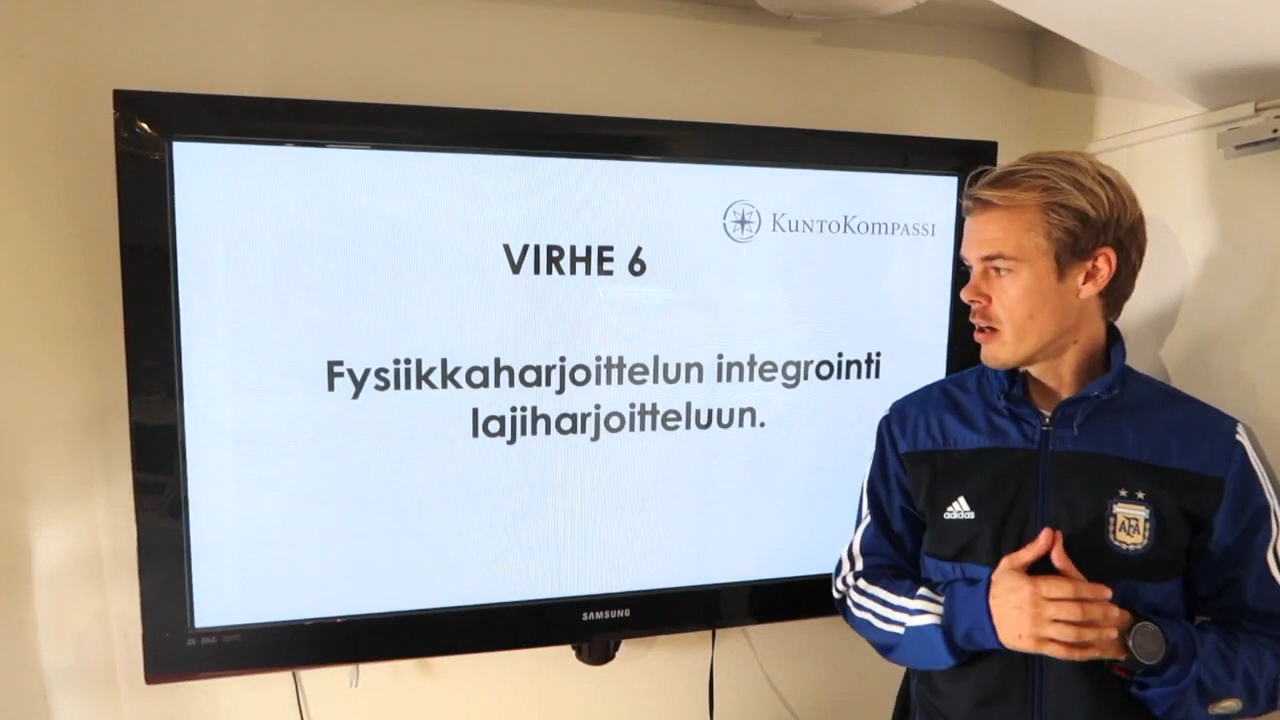 KUNTOKOMPASSI
VIRHE 6
Fysiikkaharjoittelun integrointi
lajiharjoitteluun.
SAMSUNG
adidas
AFA